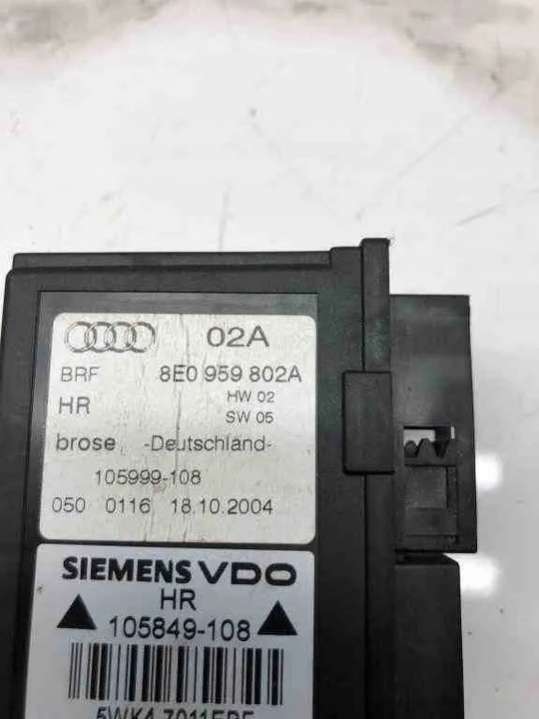 02A
BRF 8E0 959 802A
HR HW 02
SW 05
brose -Deutschland-
105999-108
050 0116 18.10.2004
SIEMENS VDO
HR
105849-108